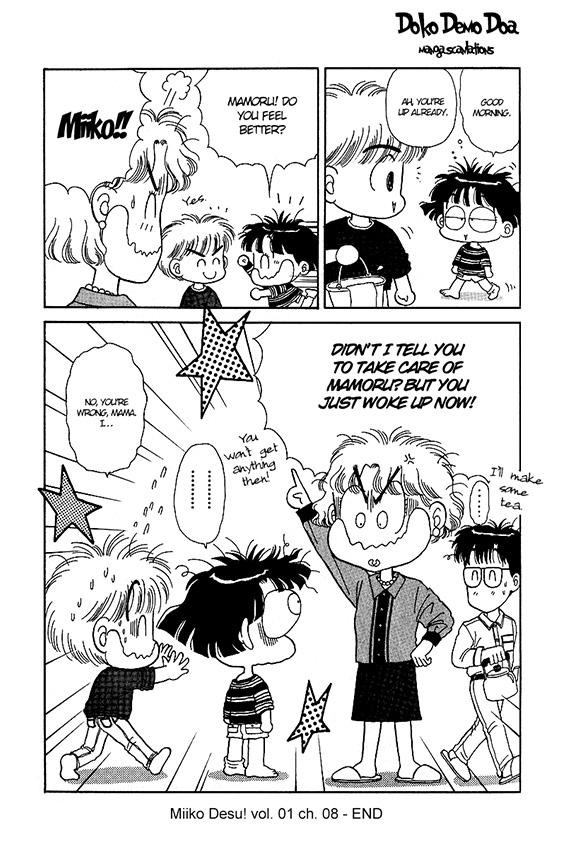 Doko Demo Doa
Manga scanlations
GOOD
MORNING.
AH, YOU'RE
UP ALREADY.
MAMORU! DO
YOU FEEL
BETTER?
Yes.
Miiko!!
DIDN'T I TELL YOU
TO TAKE CARE OF
MAMORU? BUT YOU
JUST WOKE UP NOW!
I'll make
some
tea.
You
won't get
anything
then!
NO, YOU'RE
WRONG, MAMA.
I...
Miiko Desu! vol. 01 ch. 08 - END